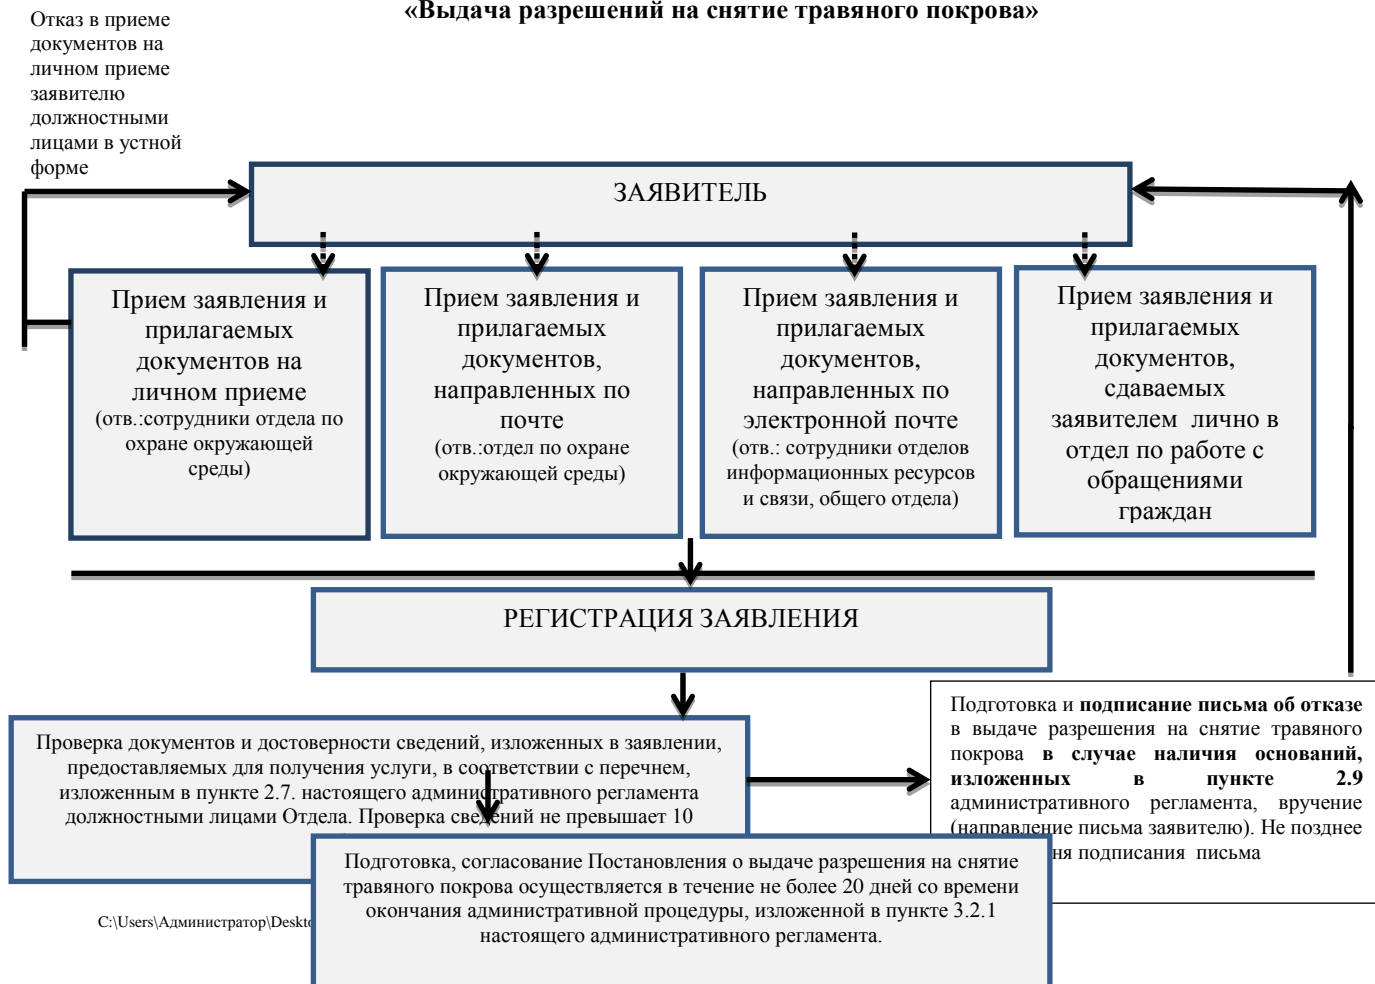 «Выдача разрешений на снятие травяного покрова»
Отказ в приеме
документов на
личном приеме
заявителю
должностными
лицами в устной
форме
ЗАЯВИТЕЛЬ
Прием заявления и
прилагаемых
документов на
личном приеме
(отв.:сотрудники отдела по
охране окружающей
среды)
Прием заявления и
прилагаемых
документов,
направленных по
почте
(отв.:отдел по охране
окружающей среды)
Прием заявления и
прилагаемых
документов,
направленных по
электронной почте
(отв.: сотрудники отделов
информационных ресурсов
и связи, общего отдела)
Прием заявления и
прилагаемых
документов,
сдаваемых
заявителем лично в
отдел по работе с
обращениями
граждан
РЕГИСТРАЦИЯ ЗАЯВЛЕНИЯ
Проверка документов и достоверности сведений, изложенных в заявлении,
предоставляемых для получения услуги, в соответствии с перечнем,
изложенным в пункте 2.7. настоящего административного регламента
должностными лицами Отдела. Проверка сведений не превышает 10
Подготовка и подписание письма об отказе
в выдаче разрешения на снятие травяного
покрова в случае наличия оснований,
изложенных в пункте 2.9
административного регламента, вручение
(направление письма заявителю). Не позднее
подписания письма
Подготовка, согласование Постановления о выдаче разрешения на снятие
травяного покрова осуществляется в течение не более 20 дней со времени
окончания административной процедуры, изложенной в пункте 3.2.1
настоящего административного регламента.
C:\Users\Администратор\Deskto